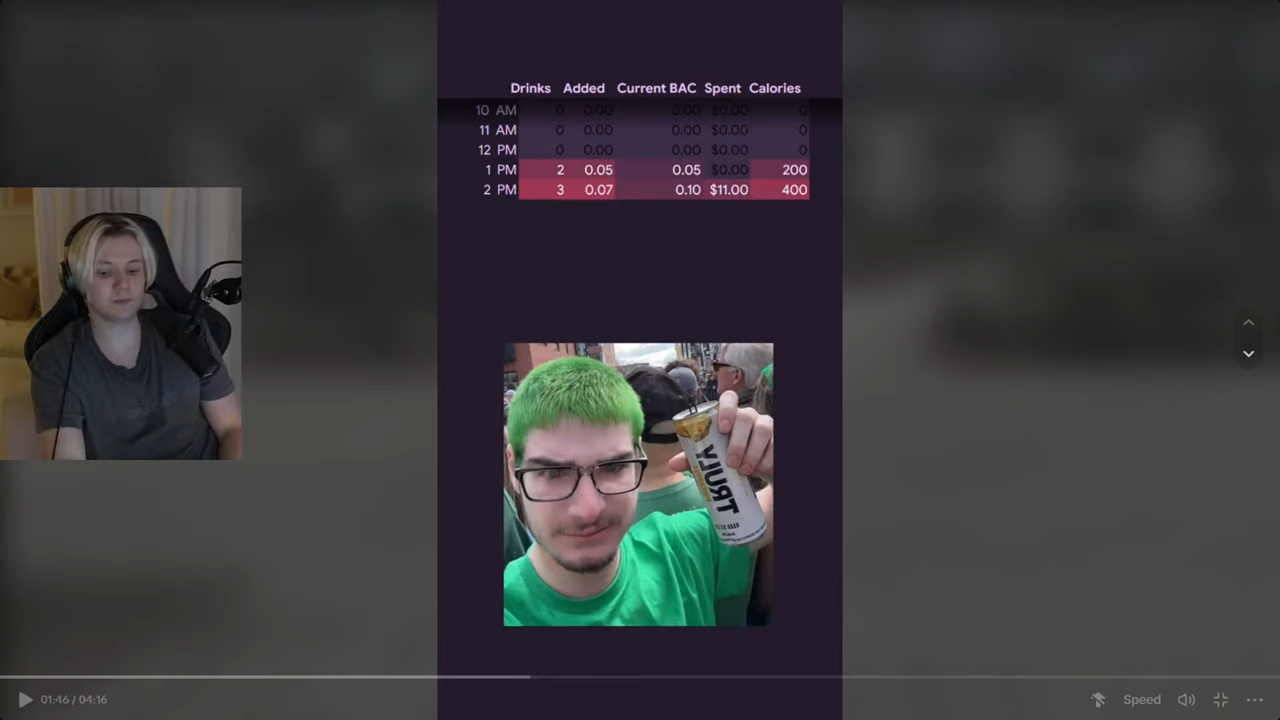 Drinks Added Current BAC Spent Calories
10 AM 0 0.00 0.00 $0.00 0
11 AM 0 0.00 0.00 $0.00 0
12 PM 0 0.00 0.00 $0.00 0
1 PM 2 0.05 0.05 $0.00 200
2 PM 3 0.07 0.10 $11.00 400
TRULY
01:46 / 04:16
Speed